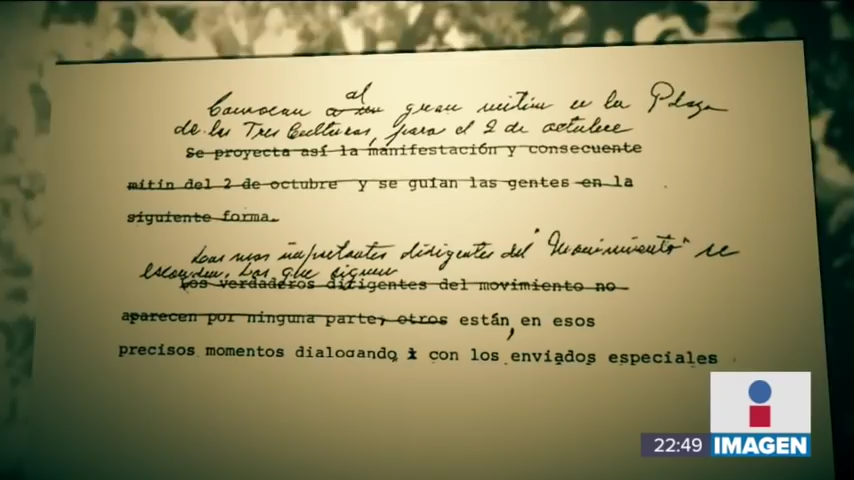 al
Convocan a un gran mitin en la Plaza
de las Tres Culturas, para el 2 de octubre
Se proyecta así la manifestación y consecuente
mitin del 2 de octubre y se guían las gentes en la
siguiente forma.
Los mas importantes dirigentes del "Movimiento" se
esconden. Los que siguen
Los verdaderos dirigentes del movimiento no
aparecen por ninguna parte, otros están, en esos
precisos momentos dialogando con los enviados especiales
22:49 IMAGEN